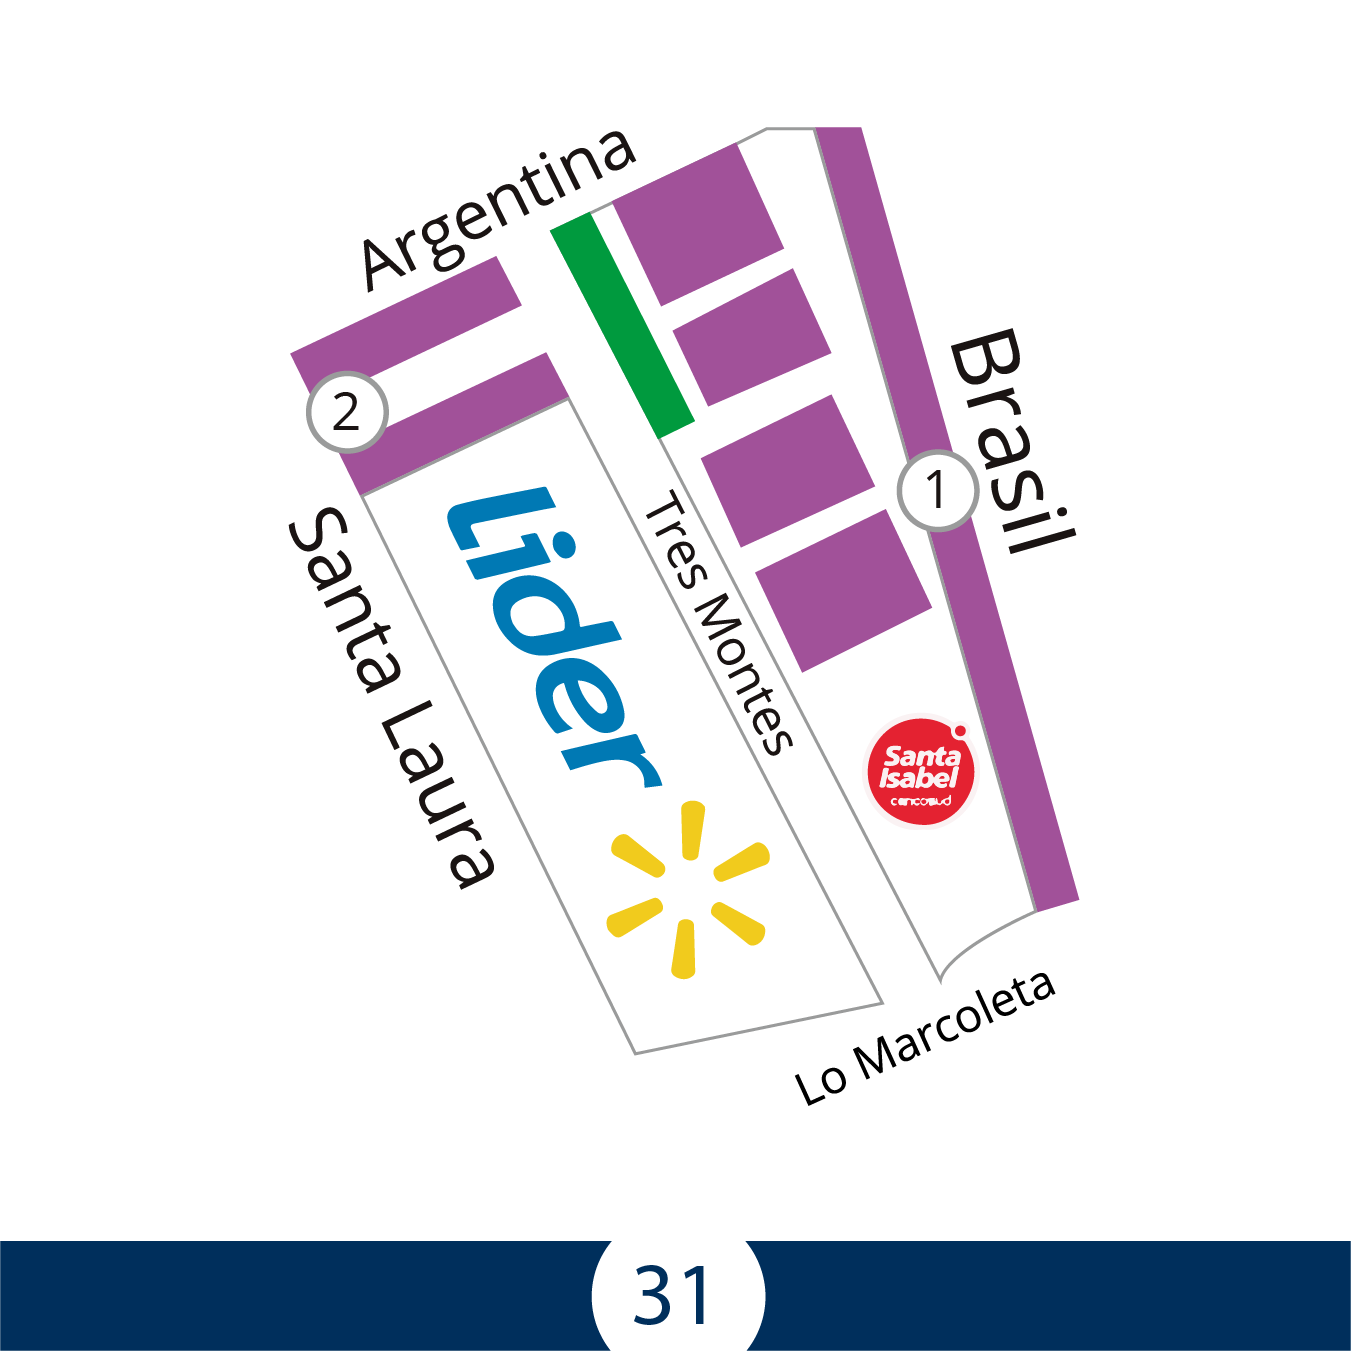 Argentina
Brasil
2
1
Santa Laura
Lider
Tres Montes
Santa
Isabel
cencosud
Lo Marcoleta
31